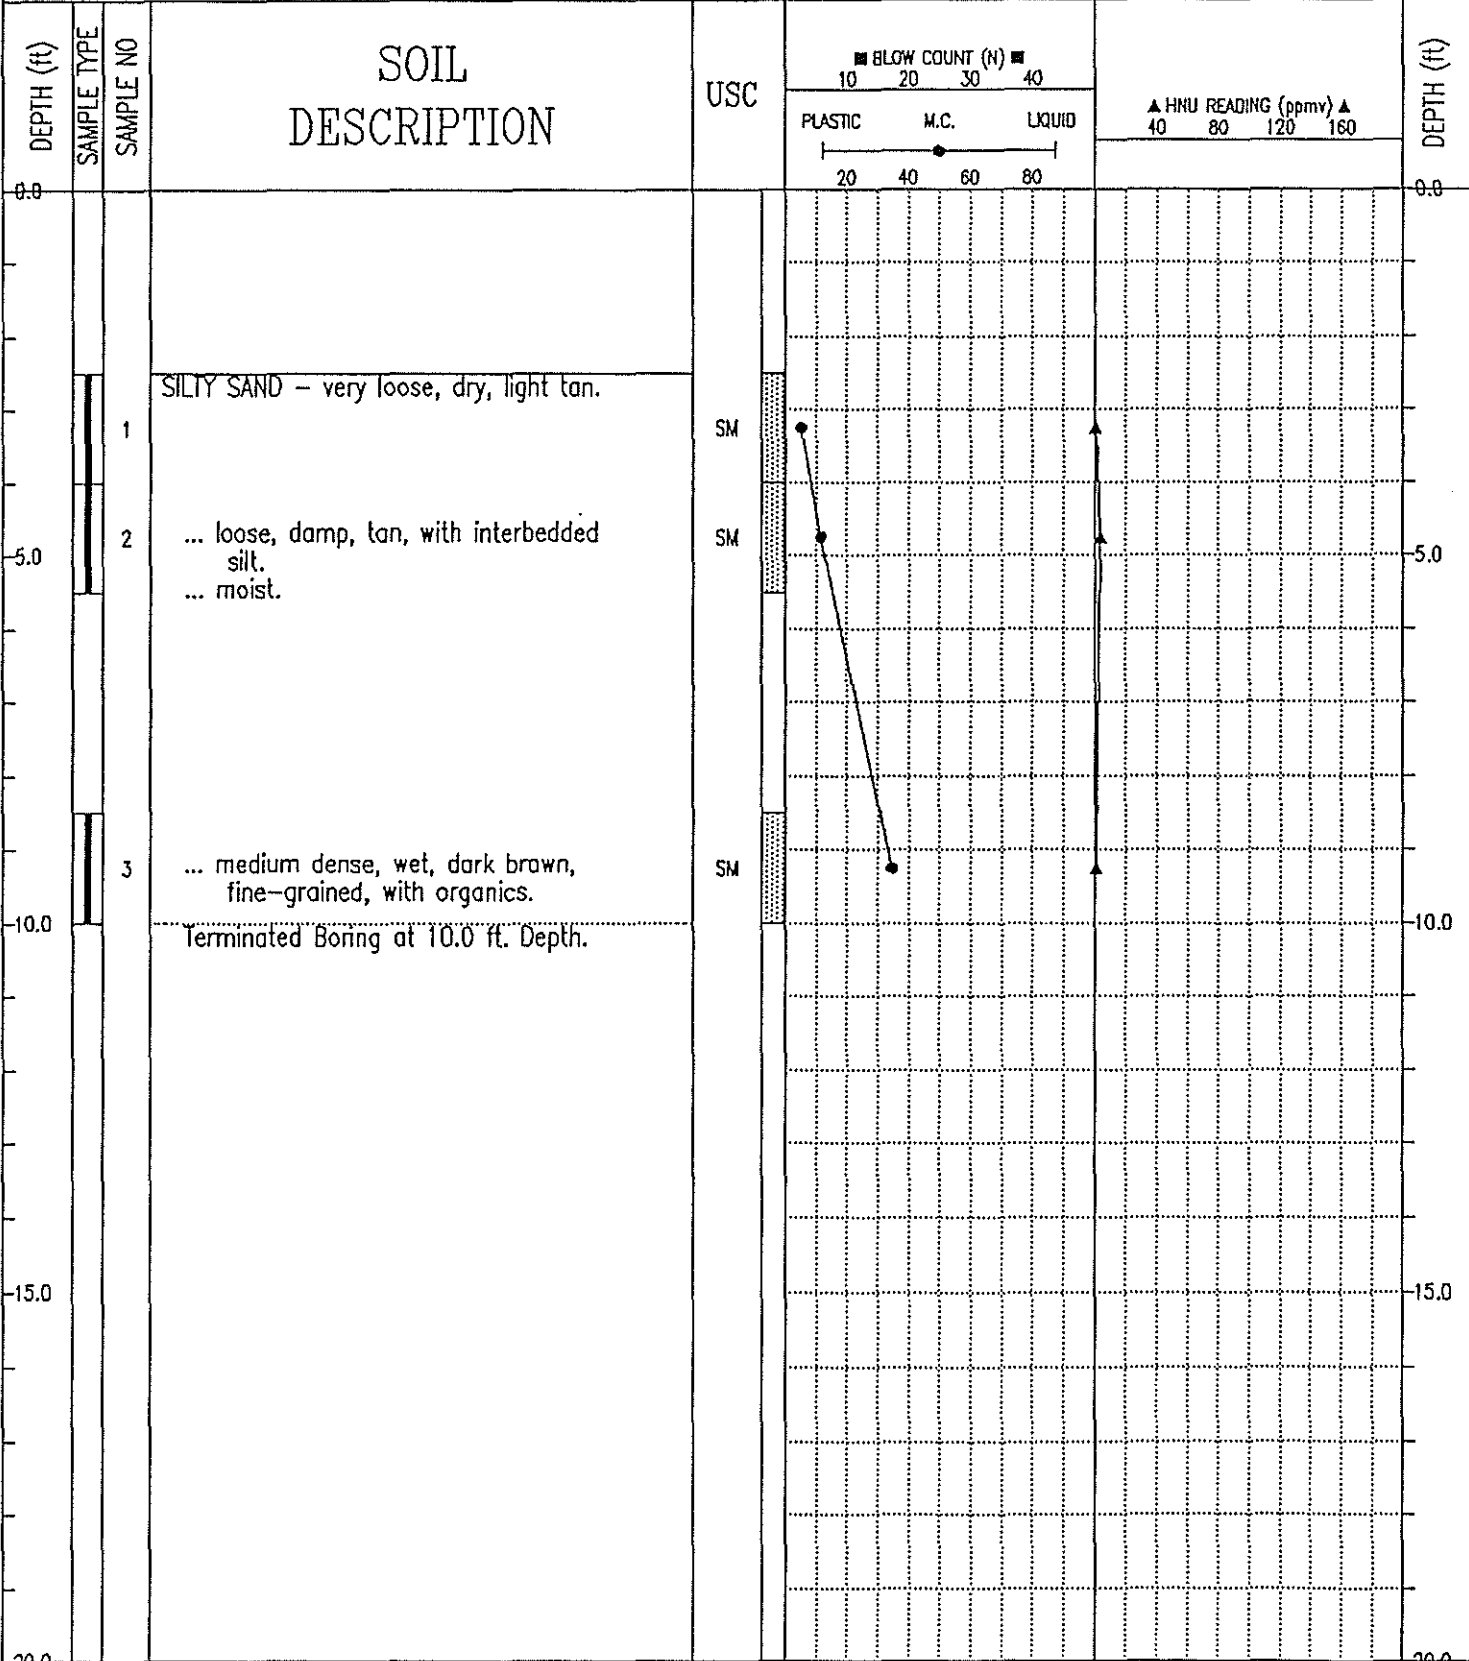 DEPTH (ft)
SAMPLE TYPE
SAMPLE NO
SOIL
DESCRIPTION
USC
■ BLOW COUNT (N) ■
10 20 30 40
PLASTIC M.C. LIQUID
20 40 60 80
▲ HNU READING (ppmv) ▲
40 80 120 160
DEPTH (ft)
0.0 0.0
SILTY SAND – very loose, dry, light tan.
1 SM
2 ... loose, damp, tan, with interbedded SM
silt.
5.0 5.0
... moist.
3 ... medium dense, wet, dark brown, SM
fine-grained, with organics.
10.0 10.0
Terminated Boring at 10.0 ft. Depth.
15.0 15.0
20.0 20.0